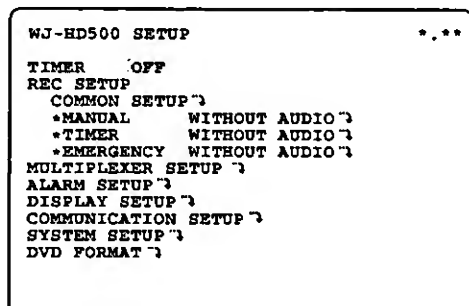 WJ-HD500 SETUP *.**
TIMER OFF
REC SETUP
COMMON SETUP
*MANUAL WITHOUT AUDIO
*TIMER WITHOUT AUDIO
*EMERGENCY WITHOUT AUDIO
MULTIPLEXER SETUP
ALARM SETUP
DISPLAY SETUP
COMMUNICATION SETUP
SYSTEM SETUP
DVD FORMAT